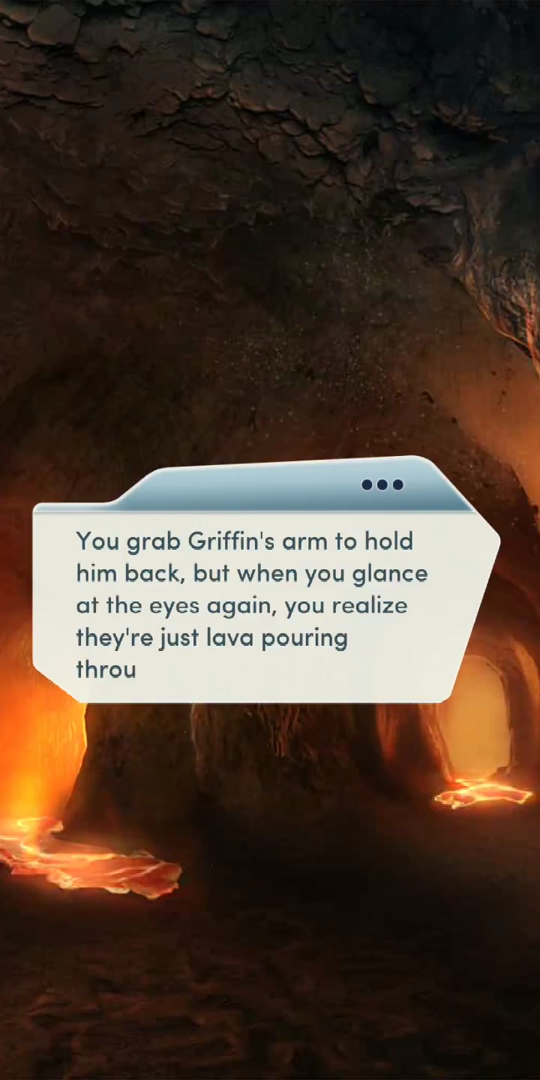 You grab Griffin's arm to hold
him back, but when you glance
at the eyes again, you realize
they're just lava pouring
throu